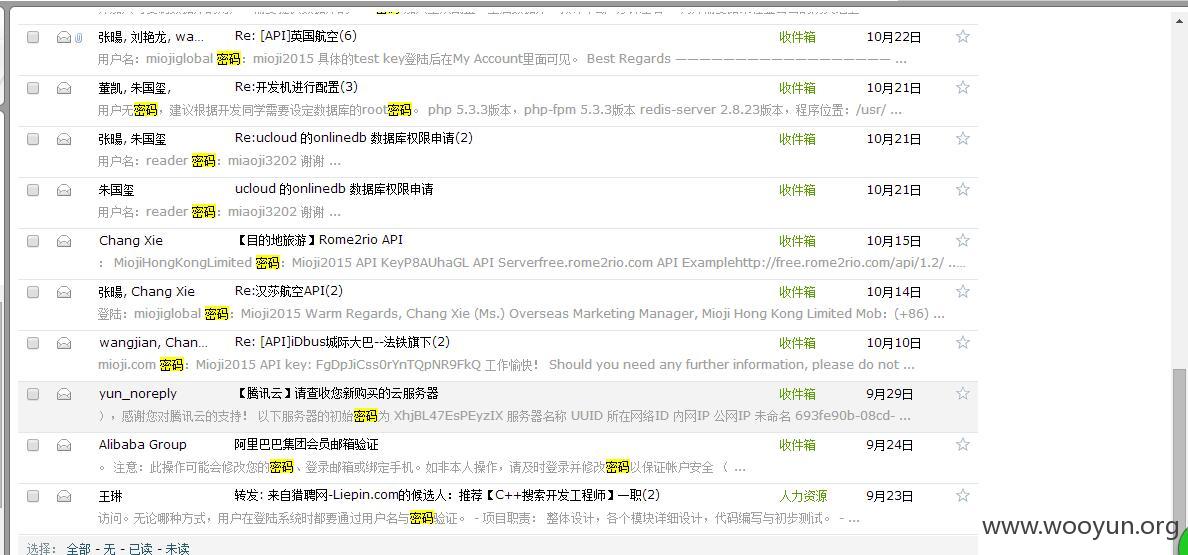 张暘, 刘艳龙, wa... Re: [API]英国航空(6) 收件箱 10月22日
用户名：miojiglobal 密码：mioji2015 具体的test key登陆后在My Account里面可见。 Best Regards —————————————————— ...
董凯, 朱国玺, Re:开发机进行配置(3) 收件箱 10月21日
用户无密码，建议根据开发同学需要设定数据库的root密码。 php 5.3.3版本，php-fpm 5.3.3版本 redis-server 2.8.23版本，程序位置：/usr/ ...
张暘, 朱国玺 Re:ucloud 的onlinedb 数据库权限申请(2) 收件箱 10月21日
用户名：reader 密码：miaoji3202 谢谢 ...
朱国玺 ucloud 的onlinedb 数据库权限申请 收件箱 10月21日
用户名：reader 密码：miaoji3202 谢谢 ...
Chang Xie 【目的地旅游】Rome2rio API 收件箱 10月15日
： MiojiHongKongLimited 密码：Mioji2015 API KeyP8AUhaGL API Serverfree.rome2rio.com API Examplehttp://free.rome2rio.com/api/1.2/ .....
张暘, Chang Xie Re:汉莎航空API(2) 收件箱 10月14日
登陆：miojiglobal 密码：Mioji2015 Warm Regards, Chang Xie (Ms.) Overseas Marketing Manager, Mioji Hong Kong Limited Mob：(+86) ...
wangjian, Chan... Re: [API]iDbus城际大巴--法铁旗下(2) 收件箱 10月10日
mioji.com 密码：Mioji2015 API key: FgDpJiCss0rYnTQpNR9FkQ 工作愉快！ Should you need any further information, please do not ...
yun_noreply 【腾讯云】请查收您新购买的云服务器 收件箱 9月29日
），感谢您对腾讯云的支持！ 以下服务器的初始密码为 XhjBL47EsPEyzIX 服务器名称 UUID 所在网络ID 内网IP 公网IP 未命名 693fe90b-08cd- ...
Alibaba Group 阿里巴巴集团会员邮箱验证 收件箱 9月24日
。 注意：此操作可能会修改您的密码、登录邮箱或绑定手机。如非本人操作，请及时登录并修改密码以保证帐户安全 （ ...
王琳 转发: 来自猎聘网-Liepin.com的候选人：推荐【C++搜索开发工程师】一职(2) 人力资源 9月23日
访问。无论哪种方式，用户在登陆系统时都要通过用户名与密码验证。 - 项目职责： 整体设计，各个模块详细设计，代码编写与初步测试。 - ...
www.wooyun.org
选择： 全部 - 无 - 已读 - 未读